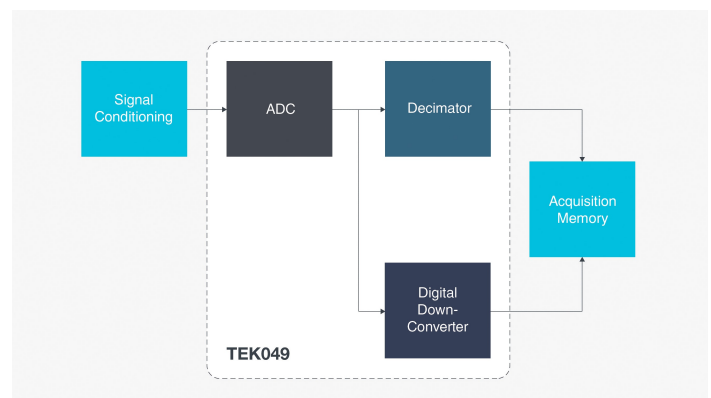 Signal
Conditioning
ADC
Decimator
Acquisition
Memory
Digital
Down-
Converter
TEK049